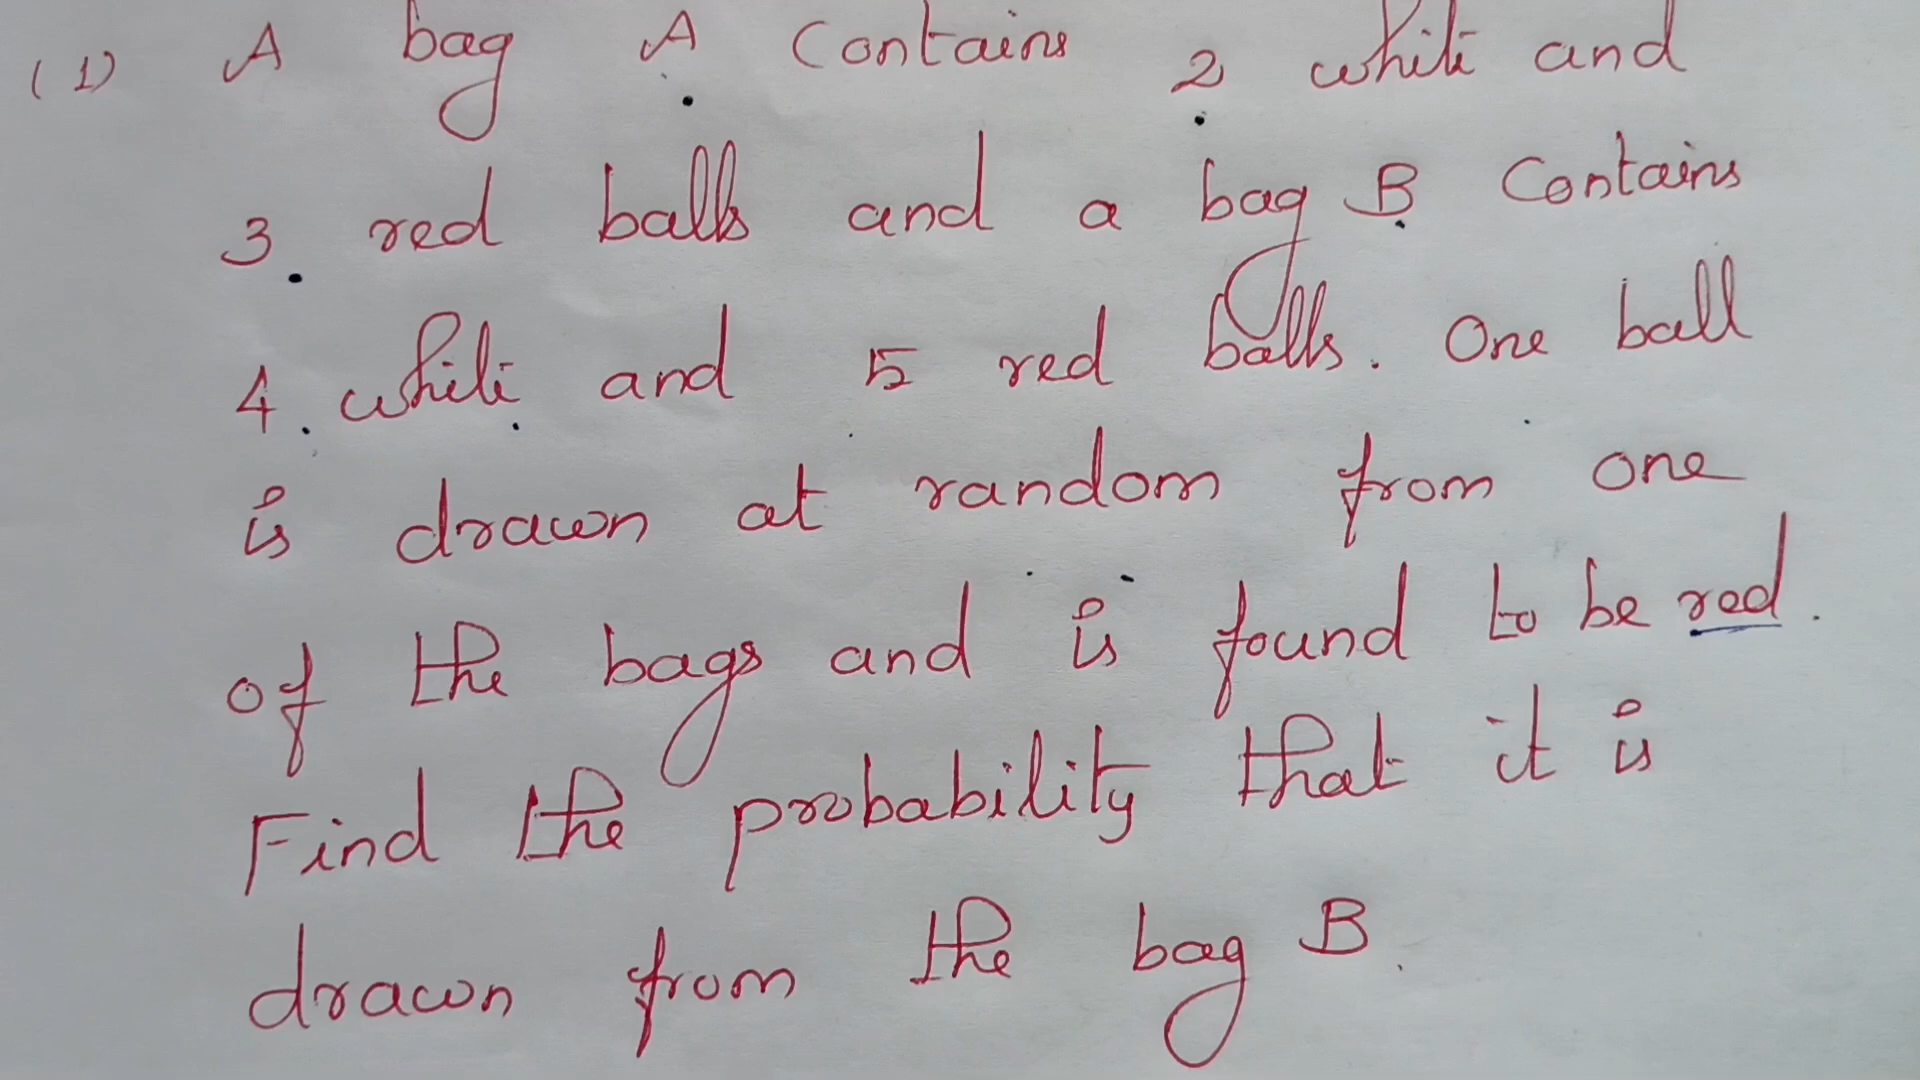 (1) A bag A Contains 2 white and
3 red balls and a bag B Contains
4 white and 5 red balls. One ball
is drawn at random from one
of the bags and is found to be red.
Find the probability that it is
drawn from the bag B.